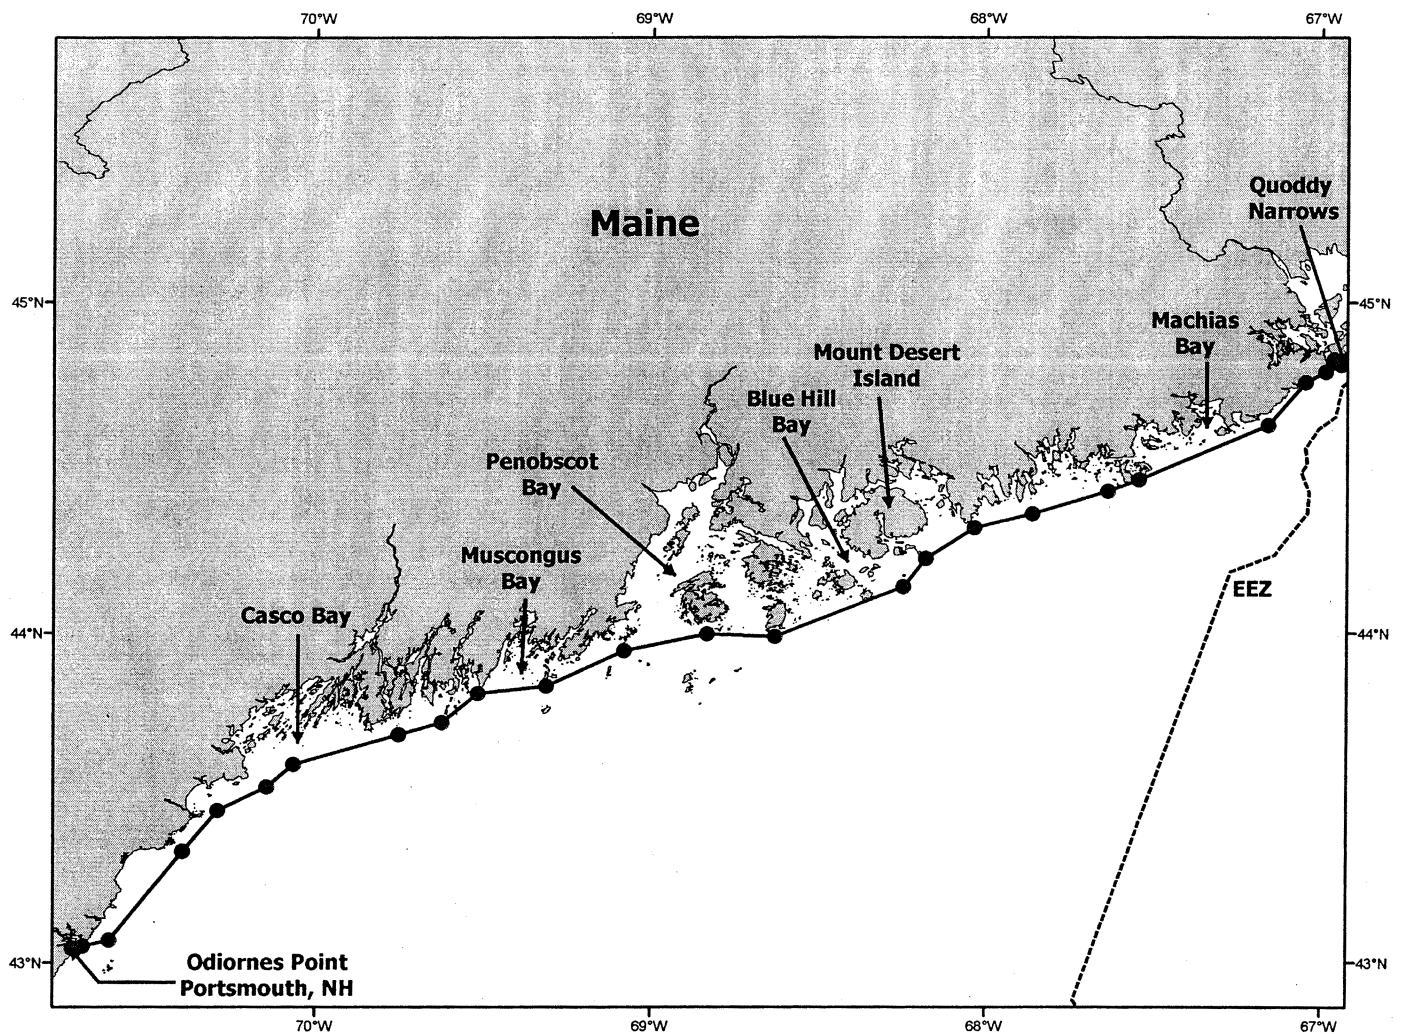 70°W
69°W
68°W
67°W
Quoddy
Narrows
Maine
45°N
45°N
Machias
Bay
Mount Desert
Island
Blue Hill
Bay
Penobscot
Bay
Muscongus
Bay
EEZ
Casco Bay
44°N
44°N
Odiornes Point
Portsmouth, NH
43°N
43°N
70°W
69°W
68°W
67°W